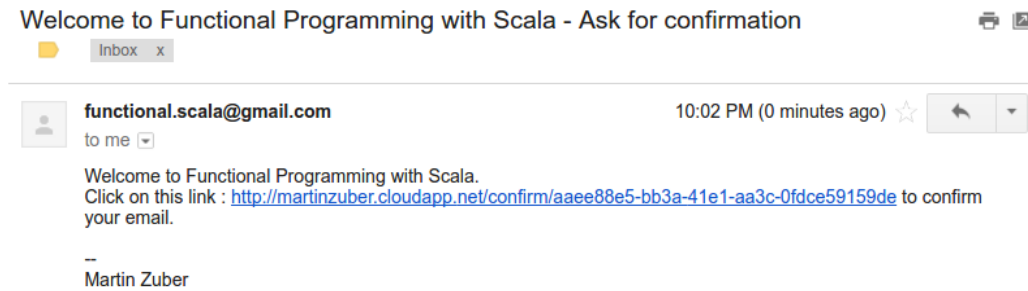 Welcome to Functional Programming with Scala - Ask for confirmation
Inbox x
functional.scala@gmail.com 10:02 PM (0 minutes ago)
to me
Welcome to Functional Programming with Scala.
Click on this link : http://martinzuber.cloudapp.net/confirm/aaee88e5-bb3a-41e1-aa3c-0fdce59159de to confirm
your email.
--
Martin Zuber